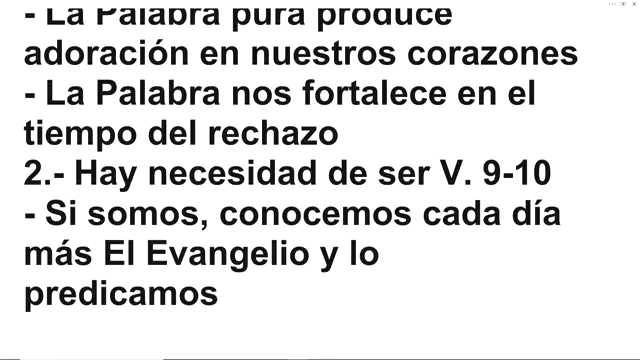 - La Palabra pura produce
adoración en nuestros corazones
- La Palabra nos fortalece en el
tiempo del rechazo
2.- Hay necesidad de ser V. 9-10
- Si somos, conocemos cada día
más El Evangelio y lo
predicamos